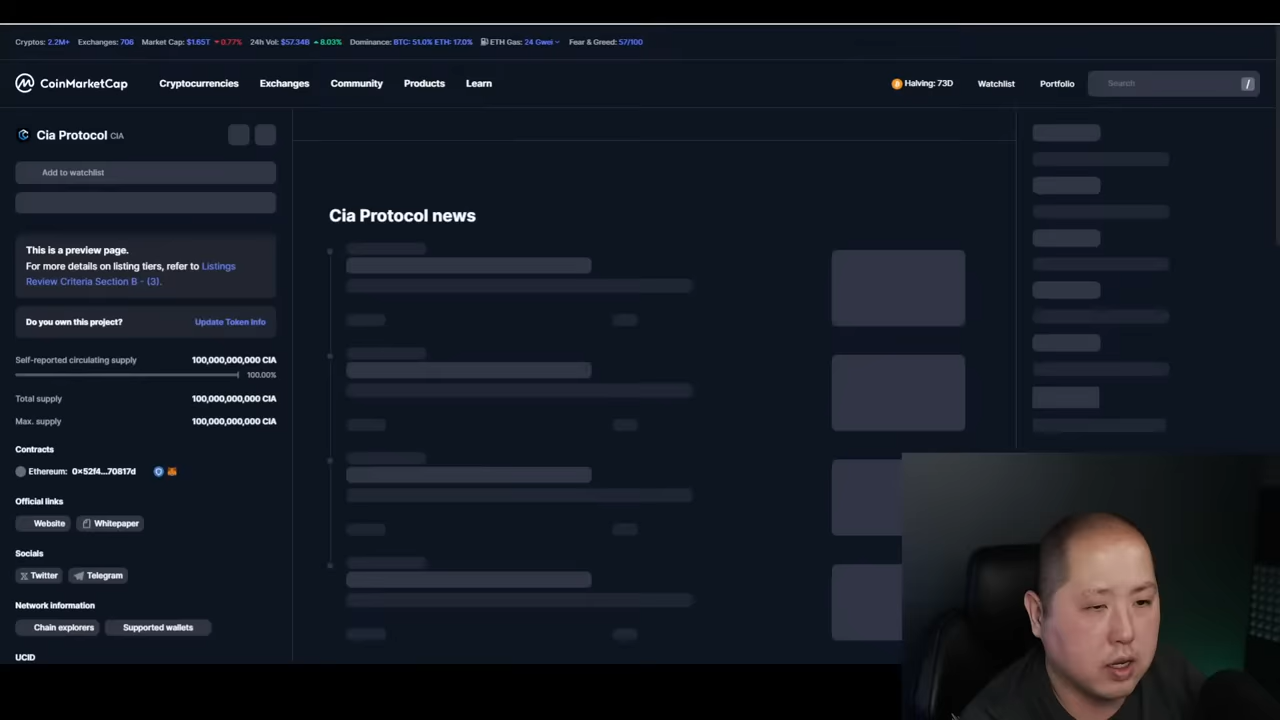 Cryptos: 2.2M+ Exchanges: 706 Market Cap: $1.65T 0.77% 24h Vol: $57.34B 8.03% Dominance: BTC: 51.0% ETH: 17.0% ETH Gas: 24 Gwei Fear & Greed: 57/100
CoinMarketCap Cryptocurrencies Exchanges Community Products Learn Halving: 73D Watchlist Portfolio Search /
Cia Protocol CIA
Add to watchlist
This is a preview page.
For more details on listing tiers, refer to Listings
Review Criteria Section B - (3).
Do you own this project? Update Token Info
Self-reported circulating supply 100,000,000,000 CIA
100.00%
Total supply 100,000,000,000 CIA
Max. supply 100,000,000,000 CIA
Contracts
Ethereum: 0x52f4...70817d
Official links
Website Whitepaper
Socials
Twitter Telegram
Network information
Chain explorers Supported wallets
UCID
Cia Protocol news